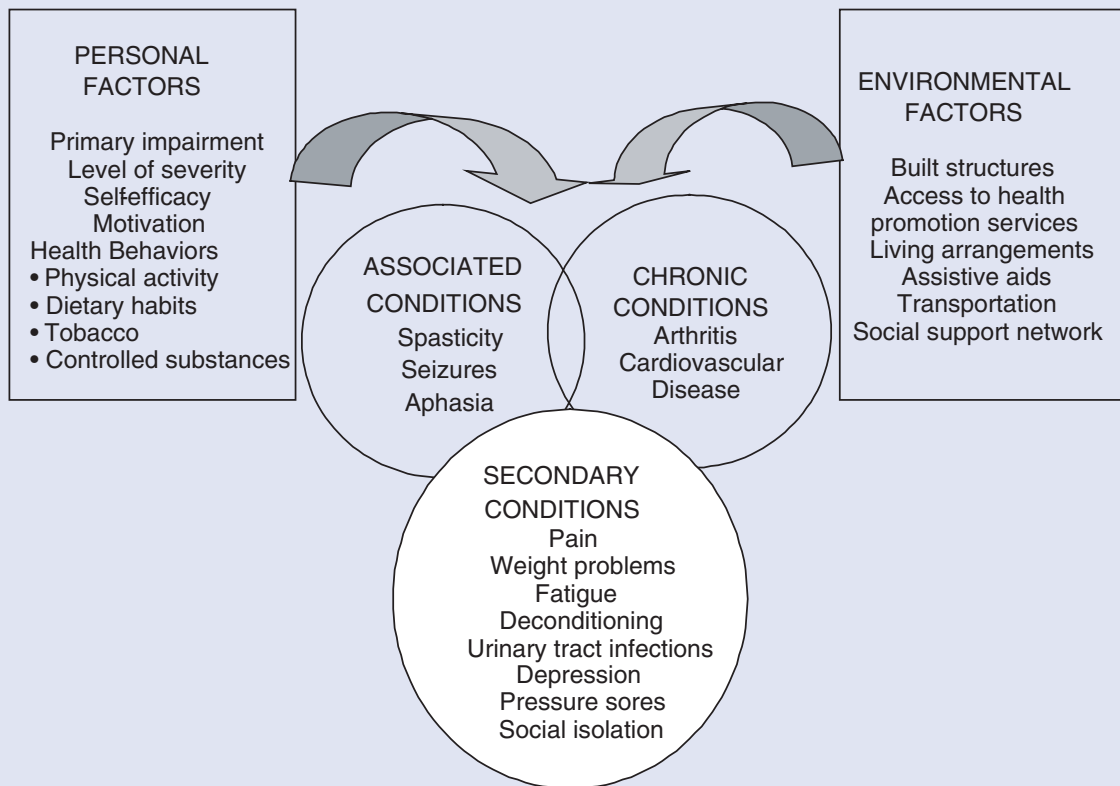 PERSONAL
FACTORS
Primary impairment
Level of severity
Self-efficacy
Motivation
Health Behaviors
• Physical activity
• Dietary habits
• Tobacco
• Controlled substances
ENVIRONMENTAL
FACTORS
Built structures
Access to health
promotion services
Living arrangements
Assistive aids
Transportation
Social support network
ASSOCIATED
CONDITIONS
Spasticity
Seizures
Aphasia
CHRONIC
CONDITIONS
Arthritis
Cardiovascular
Disease
SECONDARY
CONDITIONS
Pain
Weight problems
Fatigue
Deconditioning
Urinary tract infections
Depression
Pressure sores
Social isolation